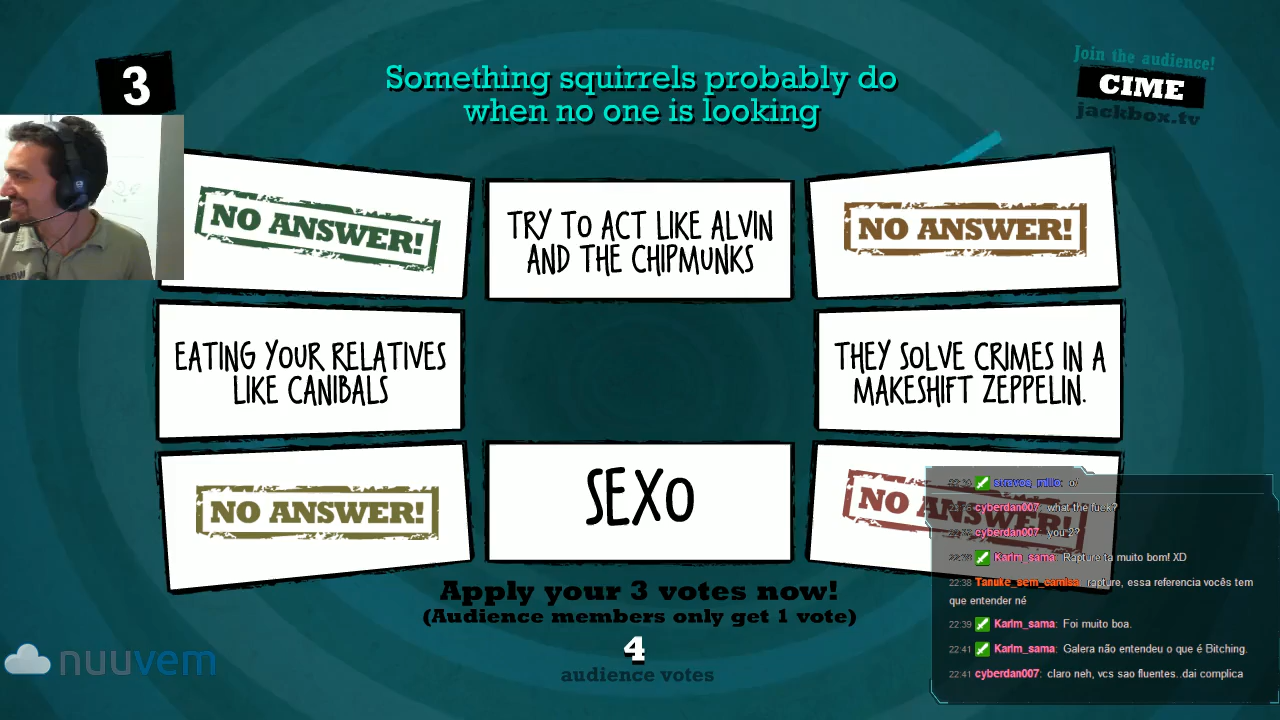 3
Something squirrels probably do
when no one is looking
Join the audience!
CIME
jackbox.tv
NO ANSWER!
TRY TO ACT LIKE ALVIN
AND THE CHIPMUNKS
NO ANSWER!
EATING YOUR RELATIVES
LIKE CANIBALS
THEY SOLVE CRIMES IN A
MAKESHIFT ZEPPELIN.
NO ANSWER!
SEXO
NO ANSWER!
Apply your 3 votes now!
(Audience members only get 1 vote)
4
audience votes
nuuvem
cyberdan007: what the fuek?
cyberdan007: you 2?
Karlm_sama: Rapture ta muito bom! XD
22:38 Tanuke_sem_camisa: rapture, essa referencia vocês tem
que entender né
22:39 Karlm_sama: Foi muito boa.
22:41 Karlm_sama: Galera não entendeu o que é Bitching.
22:41 cyberdan007: claro neh, vcs sao fluentes..dai complica